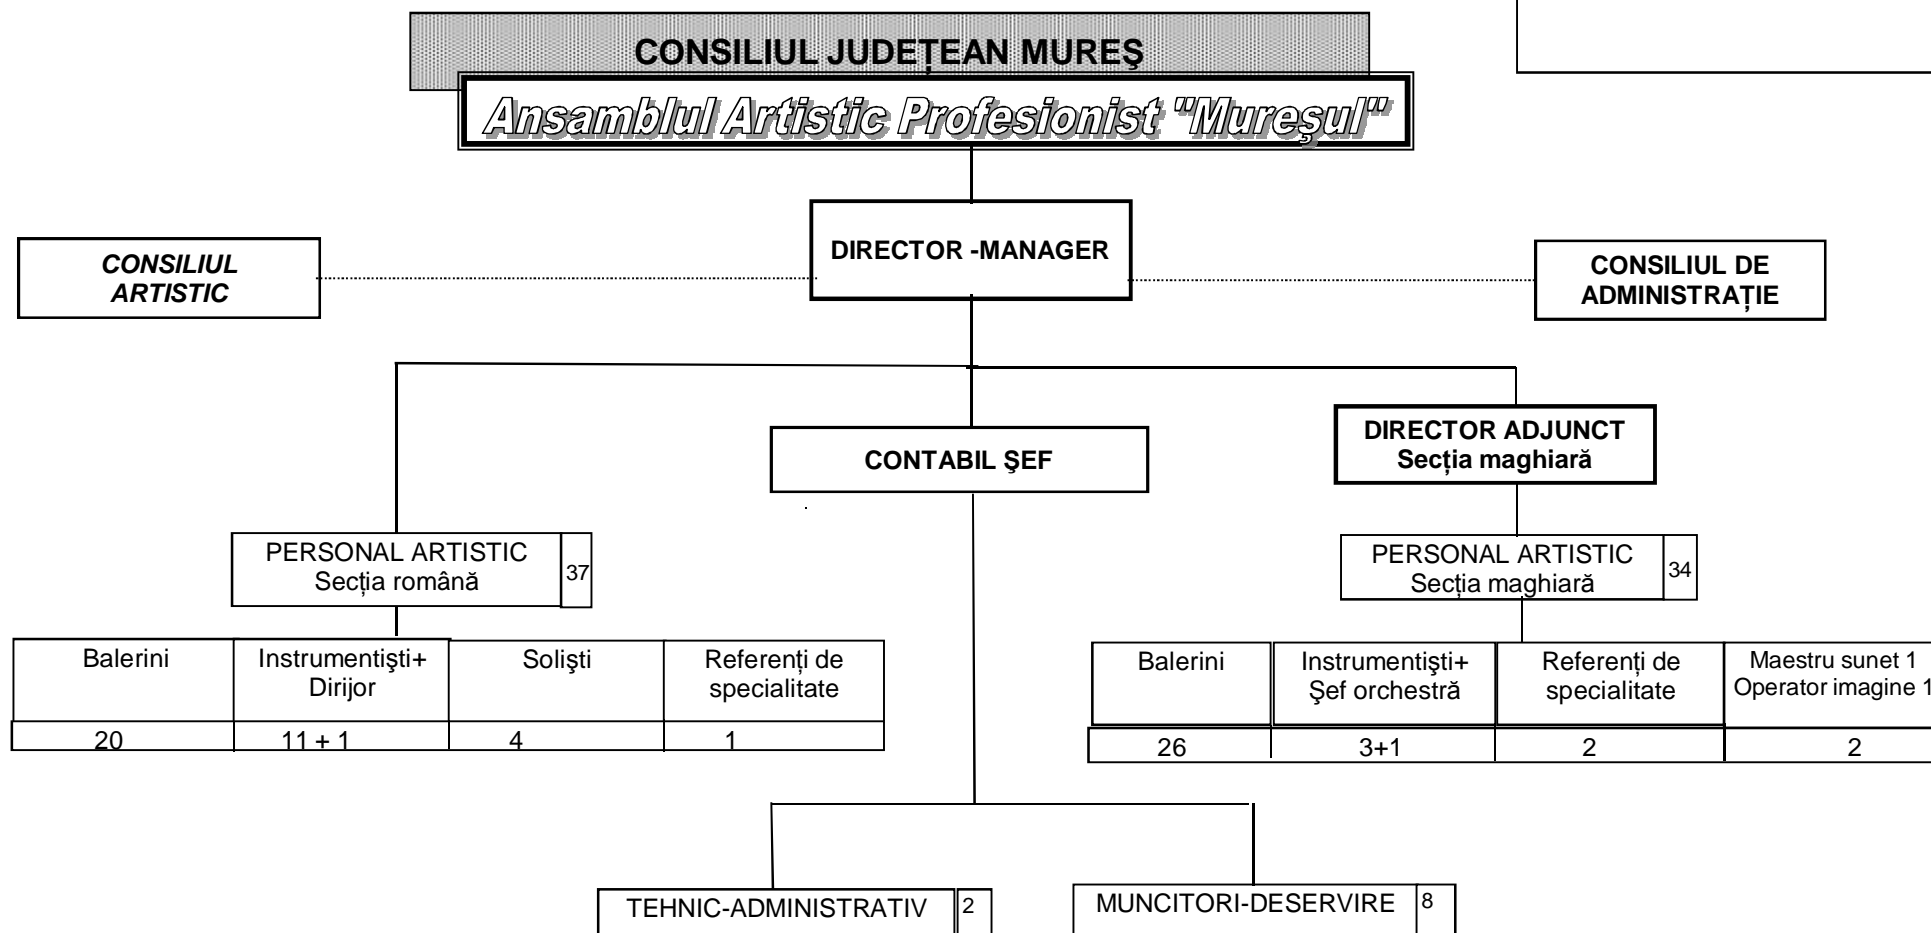 CONSILIUL JUDEȚEAN MUREŞ
Ansamblul Artistic Profesionist "Mureşul"
DIRECTOR -MANAGER
CONSILIUL
ARTISTIC
CONSILIUL DE
ADMINISTRAȚIE
DIRECTOR ADJUNCT
Secția maghiară
CONTABIL ŞEF
PERSONAL ARTISTIC
Secția română
37
PERSONAL ARTISTIC
Secția maghiară
34
Balerini
Instrumentişti+
Dirijor
Solişti
Referenți de
specialitate
20
11 + 1
4
1
Balerini
Instrumentişti+
Şef orchestră
Referenți de
specialitate
Maestru sunet 1
Operator imagine 1
26
3+1
2
2
TEHNIC-ADMINISTRATIV
2
MUNCITORI-DESERVIRE
8